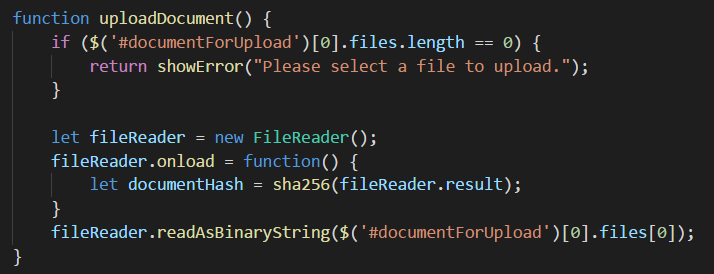 function uploadDocument() {
    if ($('#documentForUpload')[0].files.length == 0) {
        return showError("Please select a file to upload.");
    }

    let fileReader = new FileReader();
    fileReader.onload = function() {
        let documentHash = sha256(fileReader.result);
    }
    fileReader.readAsBinaryString($('#documentForUpload')[0].files[0]);
}